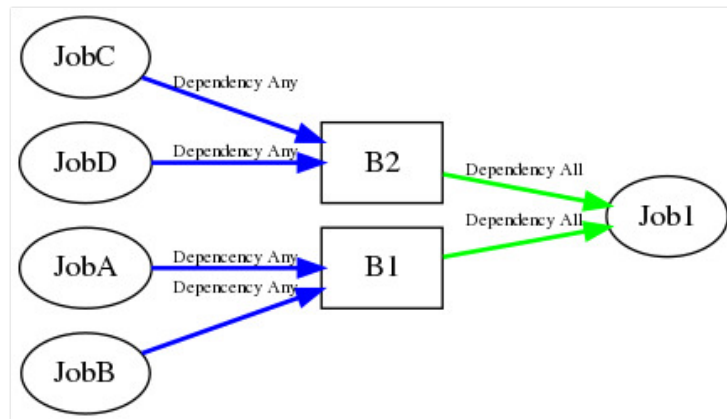 JobC
Dependency Any
JobD
Dependency Any
B2
Dependency All
Job1
Dependency All
JobA
Depencency Any
B1
Depencency Any
JobB